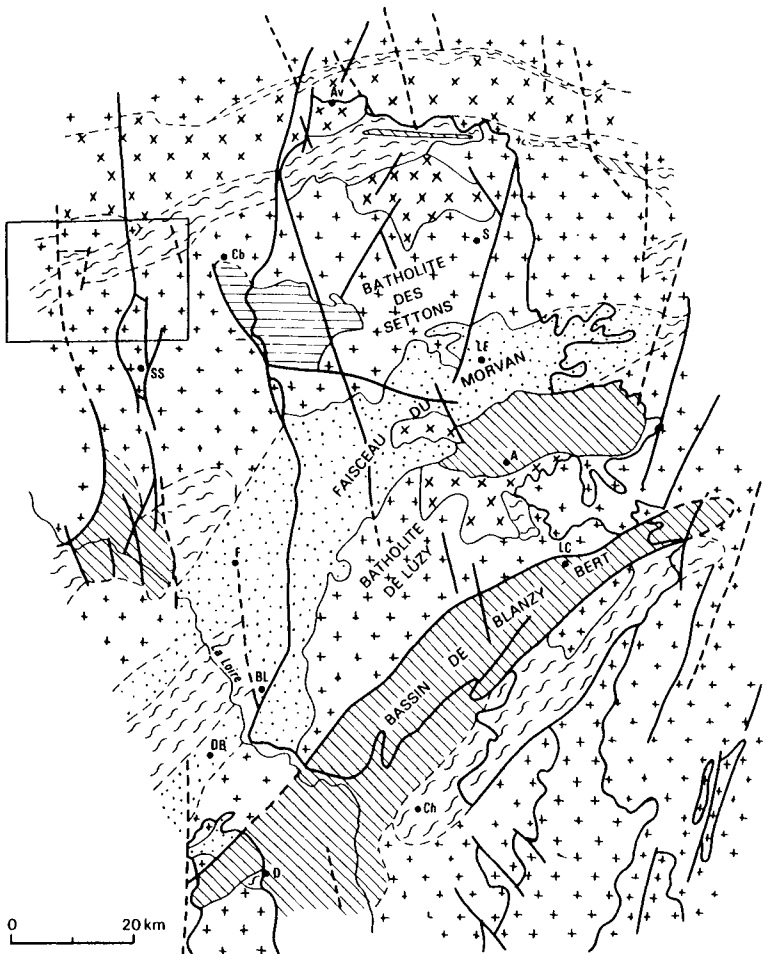 Av
Cb
S
BATHOLITE
DES
SETTONS
LF
SS
FAISCEAU DU MORVAN
A
F
BATHOLITE
DE LUZY
LC
BASSIN DE BLANZY BERT
La Loire
BL
DB
Ch
D
0 20 km